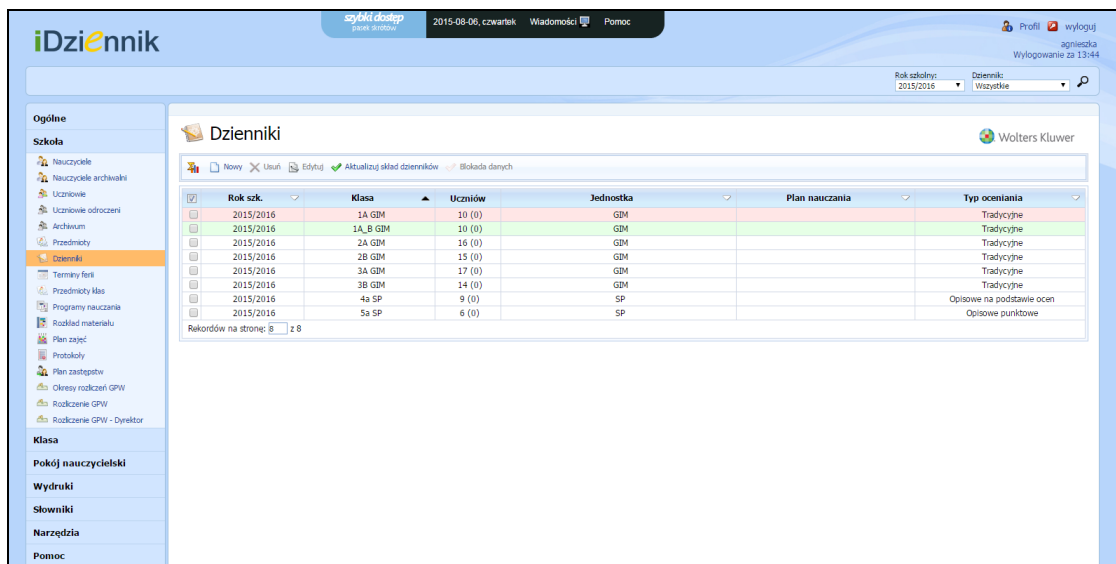 szybki dostęp
pasek skrótów
2015-08-06, czwartek Wiadomości Pomoc
Profil wyloguj
iDziennik
agnieszka
Wylogowanie za 13:44
Rok szkolny: Dziennik:
2015/2016 Wszystkie
Ogólne
Szkoła
Nauczyciele
Nauczyciele archiwalni
Uczniowie
Uczniowie odroczeni
Archiwum
Przedmioty
Dzienniki
Terminy ferii
Przedmioty klas
Programy nauczania
Rozkład materiału
Plan zajęć
Protokoły
Plan zastępstw
Okresy rozliczeń GPW
Rozliczenie GPW
Rozliczenie GPW - Dyrektor
Klasa
Pokój nauczycielski
Wydruki
Słowniki
Narzędzia
Pomoc
Dzienniki
Wolters Kluwer
Nowy Usuń Edytuj Aktualizuj skład dzienników Blokada danych
Rok szk. Klasa Uczniów Jednostka Plan nauczania Typ oceniania
2015/2016 1A GIM 10 (0) GIM Tradycyjne
2015/2016 1A_B GIM 10 (0) GIM Tradycyjne
2015/2016 2A GIM 16 (0) GIM Tradycyjne
2015/2016 2B GIM 15 (0) GIM Tradycyjne
2015/2016 3A GIM 17 (0) GIM Tradycyjne
2015/2016 3B GIM 14 (0) GIM Tradycyjne
2015/2016 4a SP 9 (0) SP Opisowe na podstawie ocen
2015/2016 5a SP 6 (0) SP Opisowe punktowe
Rekordów na stronę: 8 z 8